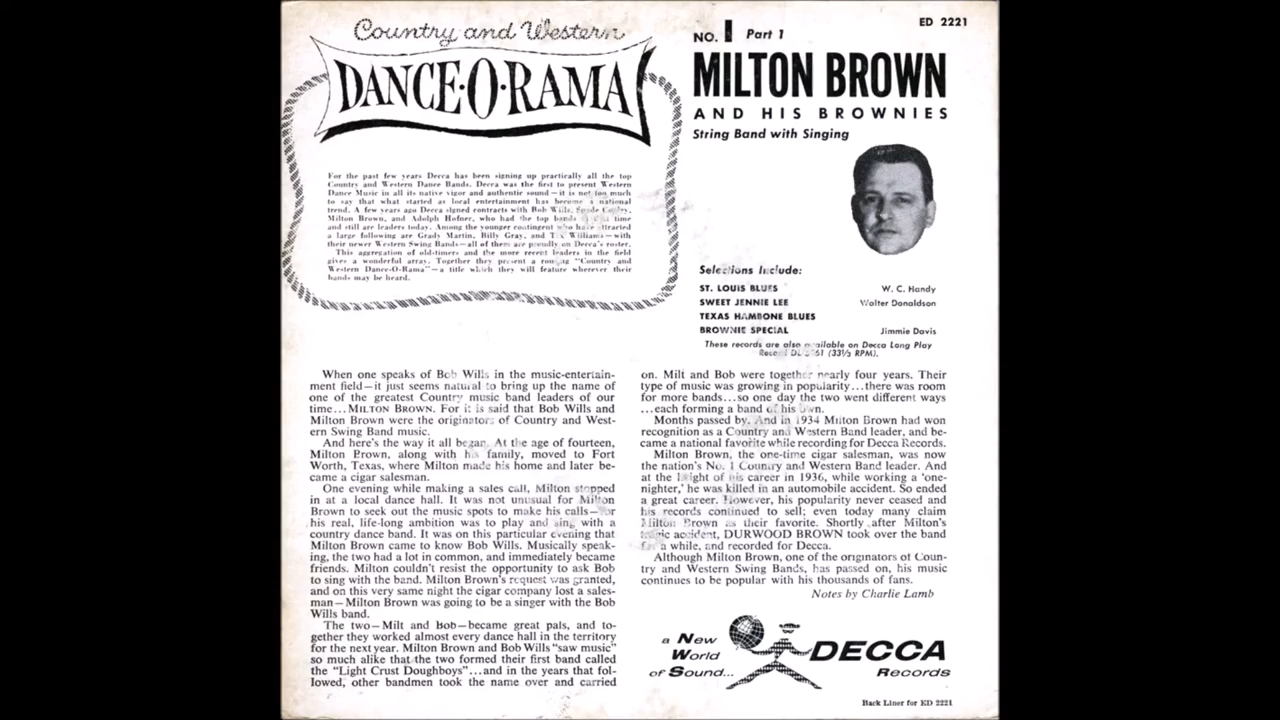 ED 2221
Country and Western
DANCE·O·RAMA
For the past few years Decca has been signing up practically all the top
Country and Western Dance Bands. Decca was the first to present Western
Dance Music in all its native vigor and authentic sound—it is not too much
to say that what started as local entertainment has become a national
trend. A few years ago Decca signed contracts with Bob Wills, Spade Cooley,
Milton Brown, and Adolph Hofner, who had the top bands of that time
and still are leaders today. Among the younger contingent who have attracted
a large following are Grady Martin, Billy Gray, and Tex Williams—with
their newer Western Swing Bands—all of them are proudly on Decca's roster.
This aggregation of old-timers and the more recent leaders in the field
gives a wonderful array. Together they present a rousing "Country and
Western Dance-O-Rama"—a title which they will feature wherever their
bands may be heard.
NO. 1 Part 1
MILTON BROWN
AND HIS BROWNIES
String Band with Singing
Selections Include:
ST. LOUIS BLUES W. C. Handy
SWEET JENNIE LEE Walter Donaldson
TEXAS HAMBONE BLUES
BROWNIE SPECIAL Jimmie Davis
These records are also available on Decca Long Play
Record (33⅓ RPM).
When one speaks of Bob Wills in the music-entertain-
ment field—it just seems natural to bring up the name of
one of the greatest Country music band leaders of our
time...MILTON BROWN. For it is said that Bob Wills and
Milton Brown were the originators of Country and West-
ern Swing Band music.
And here's the way it all began. At the age of fourteen,
Milton Brown, along with his family, moved to Fort
Worth, Texas, where Milton made his home and later be-
came a cigar salesman.
One evening while making a sales call, Milton stopped
in at a local dance hall. It was not unusual for Milton
Brown to seek out the music spots to make his calls—for
his real, life-long ambition was to play and sing with a
country dance band. It was on this particular evening that
Milton Brown came to know Bob Wills. Musically speak-
ing, the two had a lot in common, and immediately became
friends. Milton couldn't resist the opportunity to ask Bob
to sing with the band. Milton Brown's request was granted,
and on this very same night the cigar company lost a sales-
man—Milton Brown was going to be a singer with the Bob
Wills band.
The two—Milt and Bob—became great pals, and to-
gether they worked almost every dance hall in the territory
for the next year. Milton Brown and Bob Wills "saw music"
so much alike that the two formed their first band called
the "Light Crust Doughboys"...and in the years that fol-
lowed, other bandmen took the name over and carried
on. Milt and Bob were together nearly four years. Their
type of music was growing in popularity...there was room
for more bands...so one day the two went different ways
...each forming a band of his own.
Months passed by. And in 1934 Milton Brown had won
recognition as a Country and Western Band leader, and be-
came a national favorite while recording for Decca Records.
Milton Brown, the one-time cigar salesman, was now
the nation's No. 1 Country and Western Band leader. And
at the height of his career in 1936, while working a 'one-
nighter,' he was killed in an automobile accident. So ended
a great career. However, his popularity never ceased and
his records continued to sell; even today many claim
Milton Brown as their favorite. Shortly after Milton's
tragic accident, DURWOOD BROWN took over the band
for a while, and recorded for Decca.
Although Milton Brown, one of the originators of Coun-
try and Western Swing Bands, has passed on, his music
continues to be popular with his thousands of fans.
Notes by Charlie Lamb
a New
World
of Sound...
DECCA
Records
Back Liner for ED 2221